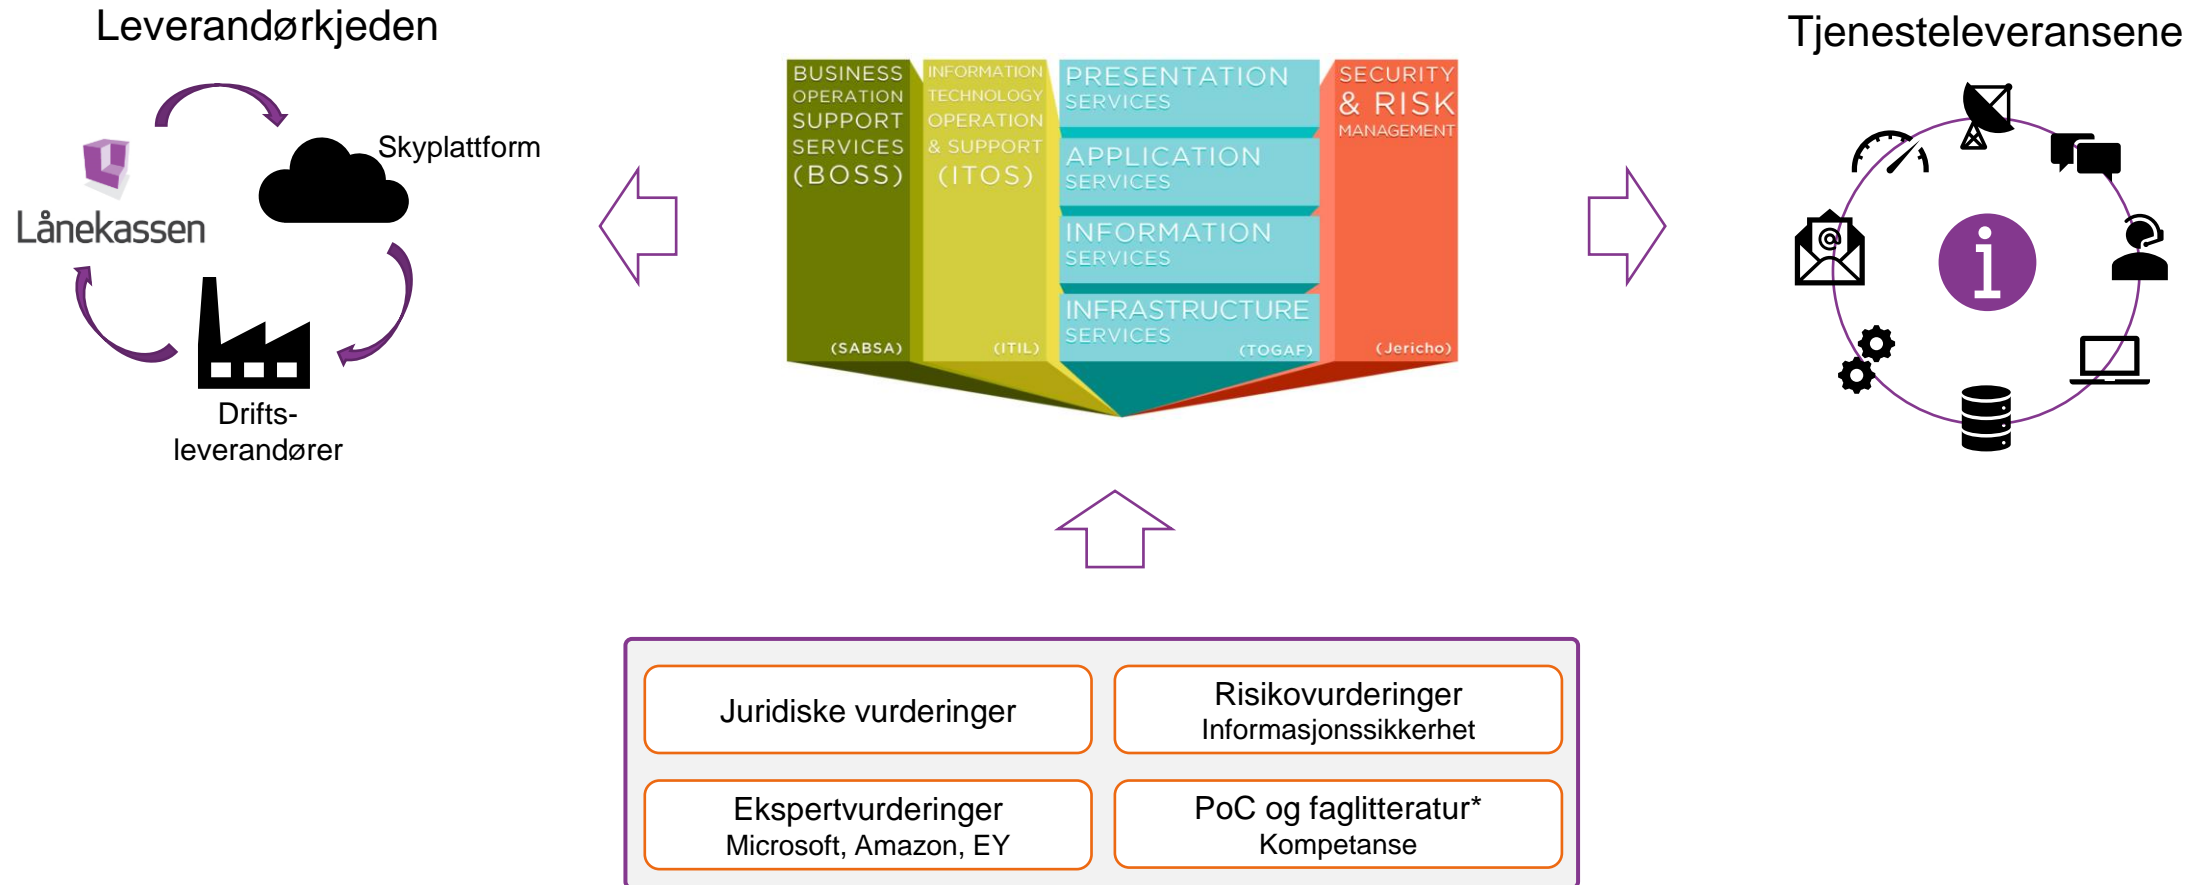 Leverandørkjeden
Skyplattform
Lånekassen
Drifts-
leverandører
BUSINESS
OPERATION
SUPPORT
SERVICES
(BOSS)
(SABSA)
INFORMATION
TECHNOLOGY
OPERATION
& SUPPORT
(ITOS)
(ITIL)
PRESENTATION
SERVICES
APPLICATION
SERVICES
INFORMATION
SERVICES
INFRASTRUCTURE
SERVICES
(TOGAF)
SECURITY
& RISK
MANAGEMENT
(Jericho)
Tjenesteleveransene
@
i
Juridiske vurderinger
Risikovurderinger
Informasjonssikkerhet
Ekspertvurderinger
Microsoft, Amazon, EY
PoC og faglitteratur*
Kompetanse